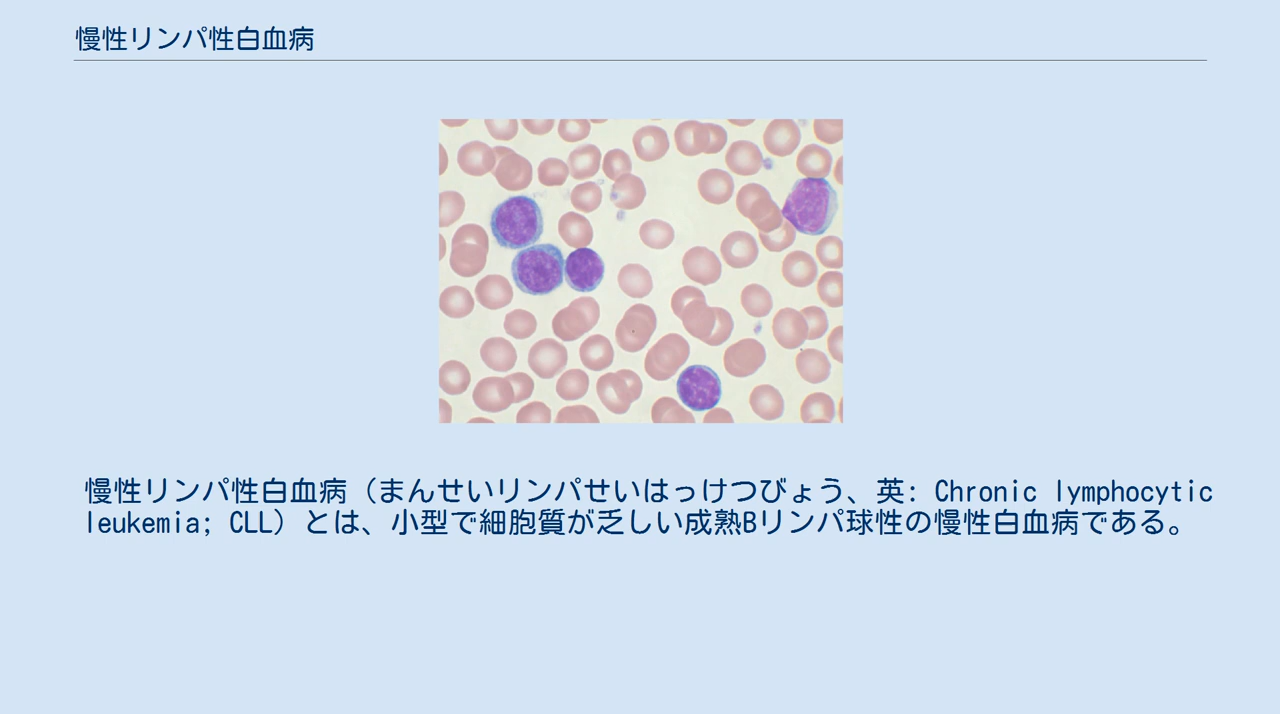 慢性リンパ性白血病
慢性リンパ性白血病（まんせいリンパせいはっけつびょう、英: Chronic lymphocytic
leukemia; CLL）とは、小型で細胞質が乏しい成熟Bリンパ球性の慢性白血病である。